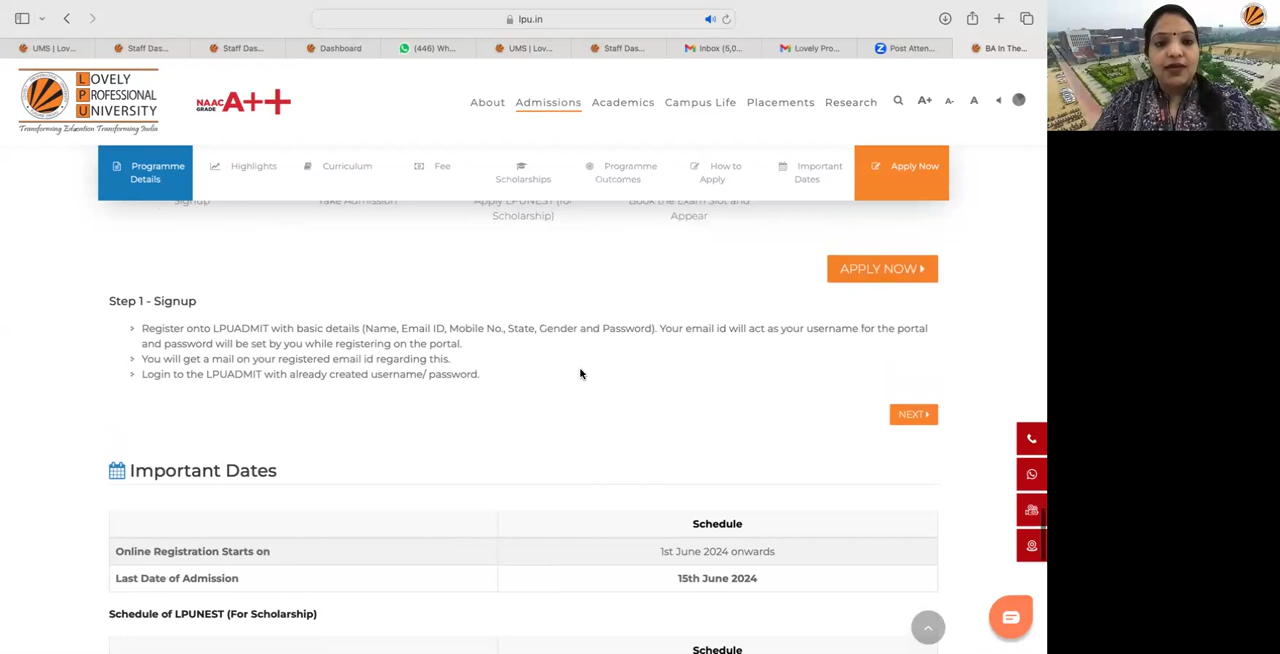 lpu.in
UMS | Lov...
Staff Das...
Staff Das...
Dashboard
(446) Wh...
UMS | Lov...
Staff Das...
Inbox (5,0...
Lovely Pro...
Post Atten...
BA In The...
LOVELY
PROFESSIONAL
UNIVERSITY
Transforming Education Transforming India
NAAC
GRADE
A++
About
Admissions
Academics
Campus Life
Placements
Research
A+
A-
A
Programme
Details
Highlights
Curriculum
Fee
Scholarships
Programme
Outcomes
How to
Apply
Important
Dates
Apply Now
Signup
Take Admission
Apply LPUNEST (for
Scholarship)
Book the Exam Slot and
Appear
APPLY NOW
Step 1 - Signup
Register onto LPUADMIT with basic details (Name, Email ID, Mobile No., State, Gender and Password). Your email id will act as your username for the portal
and password will be set by you while registering on the portal.
You will get a mail on your registered email id regarding this.
Login to the LPUADMIT with already created username/ password.
NEXT
Important Dates
Schedule
Online Registration Starts on 1st June 2024 onwards
Last Date of Admission 15th June 2024
Schedule of LPUNEST (For Scholarship)
Schedule